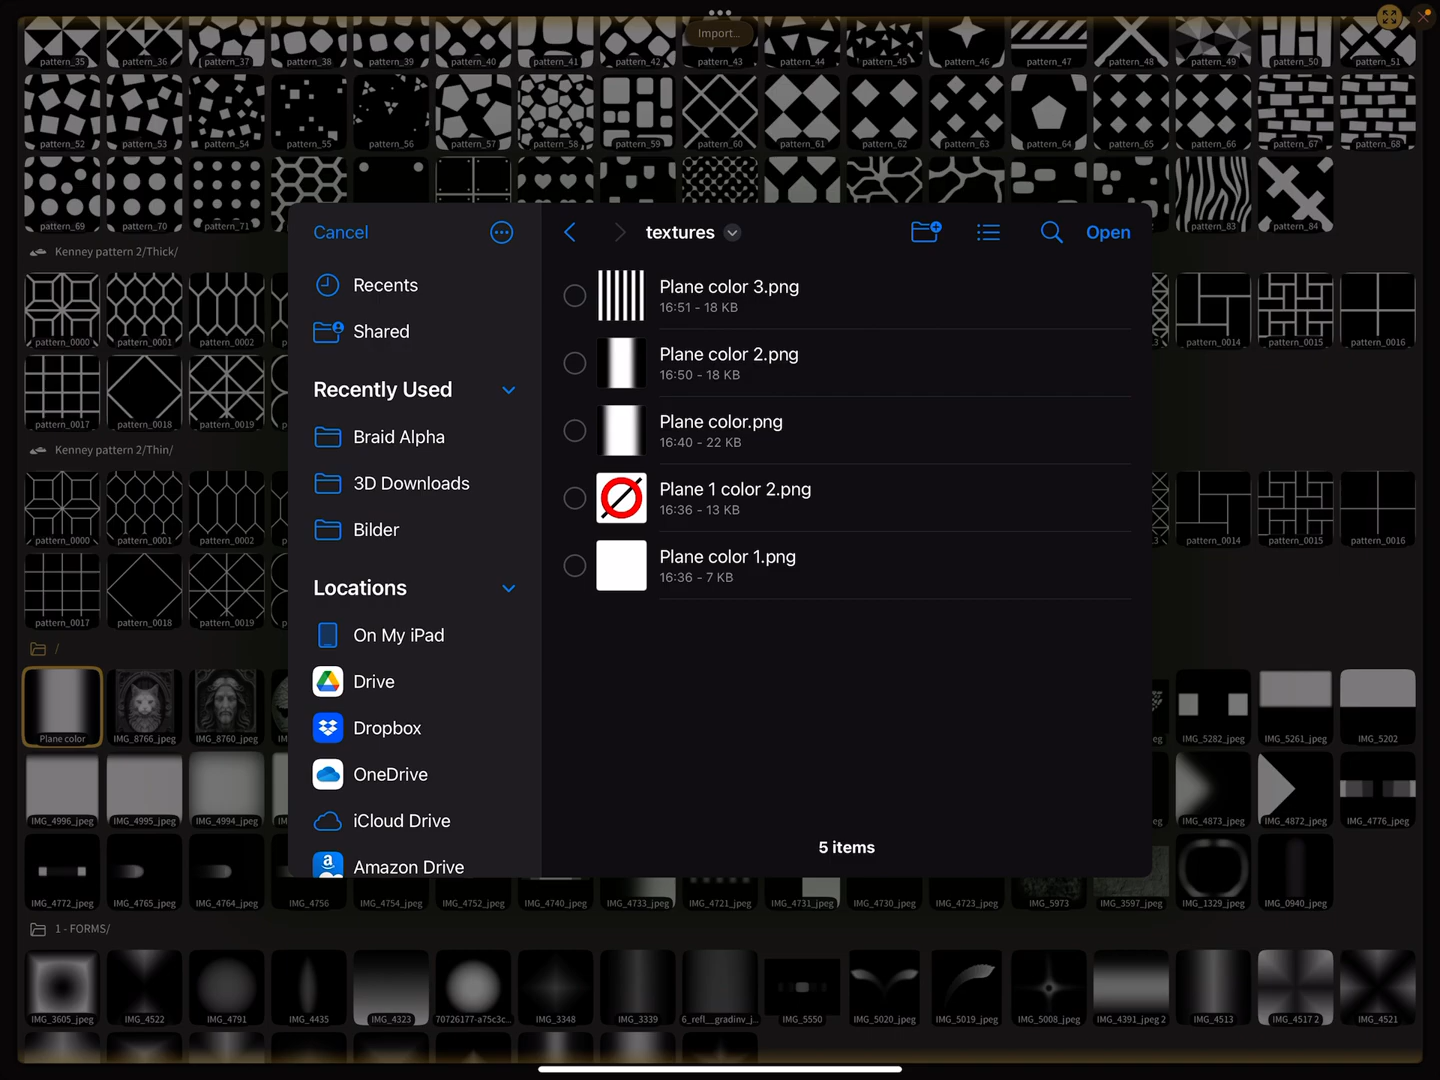 Import...
pattern_35 pattern_36 pattern_37 pattern_38 pattern_39 pattern_40 pattern_41 pattern_42 pattern_43 pattern_44 pattern_45 pattern_46 pattern_47 pattern_48 pattern_49 pattern_50 pattern_51
pattern_52 pattern_53 pattern_54 pattern_55 pattern_56 pattern_57 pattern_58 pattern_59 pattern_60 pattern_61 pattern_62 pattern_63 pattern_64 pattern_65 pattern_66 pattern_67 pattern_68
pattern_69 pattern_70 pattern_71 pattern_83 pattern_84
Kenney pattern 2/Thick/
pattern_0000 pattern_0001 pattern_0002 pattern_0014 pattern_0015 pattern_0016
pattern_0017 pattern_0018 pattern_0019
Kenney pattern 2/Thin/
pattern_0000 pattern_0001 pattern_0002 pattern_0014 pattern_0015 pattern_0016
pattern_0017 pattern_0018 pattern_0019
/
Plane color IMG_8766_jpeg IMG_8760_jpeg IMG_5282_jpeg IMG_5261_jpeg IMG_5202
IMG_4996_jpeg IMG_4995_jpeg IMG_4994_jpeg IMG_4873_jpeg IMG_4872_jpeg IMG_4776_jpeg
IMG_4772_jpeg IMG_4765_jpeg IMG_4764_jpeg IMG_4756 IMG_4754_jpeg IMG_4752_jpeg IMG_4740_jpeg IMG_4733_jpeg IMG_4721_jpeg IMG_4731_jpeg IMG_4730_jpeg IMG_4723_jpeg IMG_5973 IMG_3597_jpeg IMG_1329_jpeg IMG_0940_jpeg
1 - FORMS/
IMG_3605_jpeg IMG_4522 IMG_4791 IMG_4435 IMG_4323 70726177-a75c3c... IMG_3348 IMG_3339 6_refl__gradinv_j... IMG_5550 IMG_5020_jpeg IMG_5019_jpeg IMG_5008_jpeg IMG_4391_jpeg 2 IMG_4513 IMG_4517 2 IMG_4521
Cancel
Recents
Shared
Recently Used
Braid Alpha
3D Downloads
Bilder
Locations
On My iPad
Drive
Dropbox
OneDrive
iCloud Drive
Amazon Drive
textures
Open
Plane color 3.png
16:51 - 18 KB
Plane color 2.png
16:50 - 18 KB
Plane color.png
16:40 - 22 KB
Plane 1 color 2.png
16:36 - 13 KB
Plane color 1.png
16:36 - 7 KB
5 items